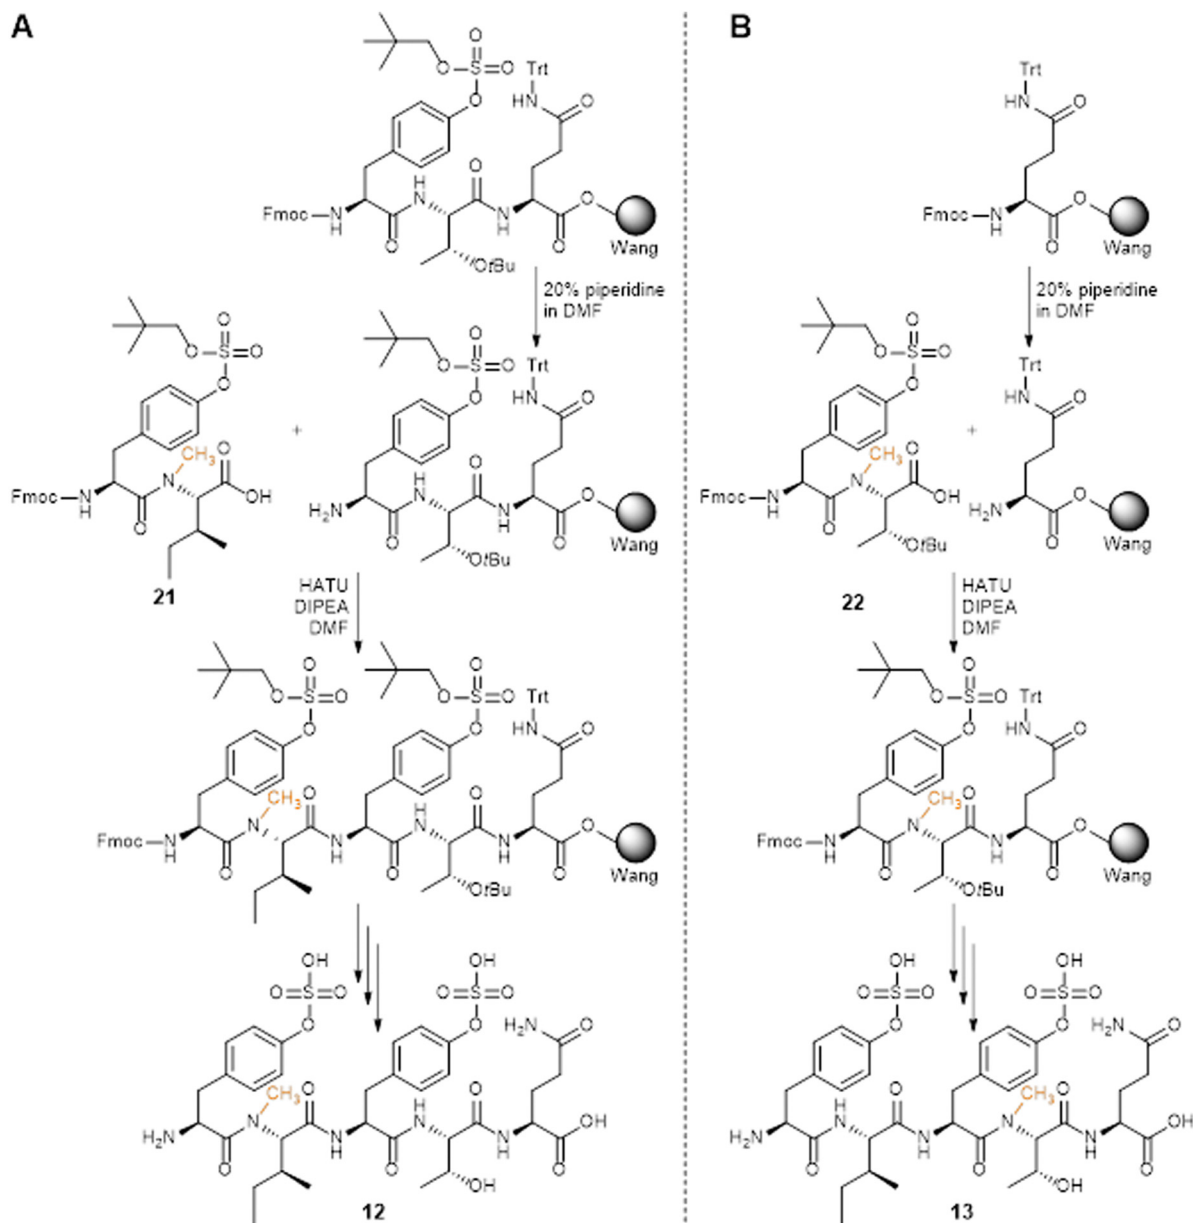 A
B
O
O
S
O
O
Trt
HN
O
O
Fmoc
N
H
O
H
N
O
N
H
O
O
OtBu
Wang
20% piperidine
in DMF
Trt
HN
O
Fmoc
N
H
O
O
Wang
20% piperidine
in DMF
O
O
S
O
O
CH3
O
Fmoc
N
H
O
N
OH
21
+
O
O
S
O
O
Trt
HN
O
H2N
O
H
N
O
N
H
O
O
OtBu
Wang
HATU
DIPEA
DMF
O
O
S
O
O
CH3
O
Fmoc
N
H
O
N
OH
OtBu
22
+
Trt
HN
O
H2N
O
O
Wang
HATU
DIPEA
DMF
O
O
S
O
O
O
O
S
O
O
Trt
HN
O
CH3
Fmoc
N
H
O
N
O
N
H
O
H
N
O
N
H
O
O
OtBu
Wang
O
O
S
O
O
Trt
HN
O
CH3
Fmoc
N
H
O
N
O
N
H
O
O
OtBu
Wang
OH
O
S
O
O
OH
O
S
O
O
H2N
O
CH3
H2N
O
N
O
N
H
O
H
N
O
N
H
O
OH
OH
12
OH
O
S
O
O
OH
O
S
O
O
H2N
O
CH3
H2N
O
H
N
O
N
H
O
N
O
N
H
O
OH
OH
13